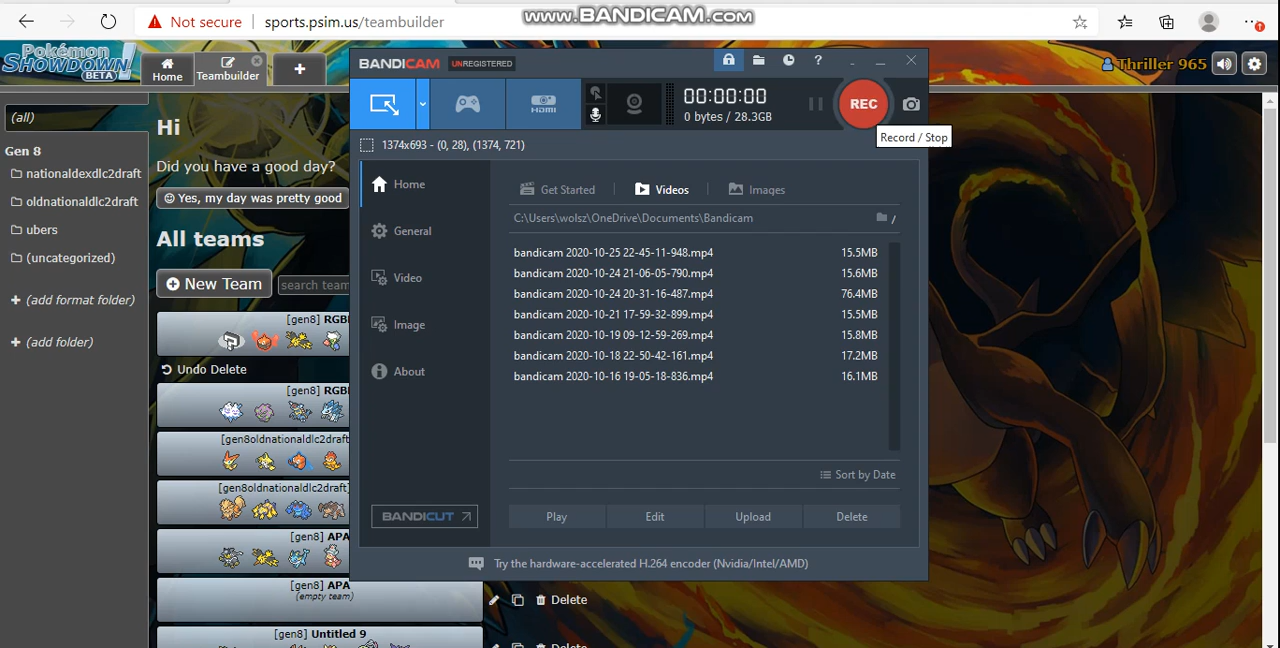 www.BANDICAM.com
Not secure
sports.psim.us/teambuilder
Pokémon
SHOWDOWN!
BETA
Home
Teambuilder
Thriller 965
BANDICAM
UNREGISTERED
HDMI
00:00:00
0 bytes / 28.3GB
REC
Record / Stop
1374x693 - (0, 28), (1374, 721)
(all)
Gen 8
nationaldexdlc2draft
oldnationaldlc2draft
ubers
(uncategorized)
(add format folder)
(add folder)
Hi
Did you have a good day?
Yes, my day was pretty good
All teams
New Team
search team
[gen8] RGBI
Undo Delete
[gen8] RGBI
[gen8oldnationaldlc2draft
[gen8oldnationaldlc2draft]
[gen8] APA
[gen8] APA
(empty team)
[gen8] Untitled 9
Home
General
Video
Image
About
BANDICUT
Get Started
Videos
Images
C:\Users\wolsz\OneDrive\Documents\Bandicam
/
bandicam 2020-10-25 22-45-11-948.mp4 15.5MB
bandicam 2020-10-24 21-06-05-790.mp4 15.6MB
bandicam 2020-10-24 20-31-16-487.mp4 76.4MB
bandicam 2020-10-21 17-59-32-899.mp4 15.5MB
bandicam 2020-10-19 09-12-59-269.mp4 15.8MB
bandicam 2020-10-18 22-50-42-161.mp4 17.2MB
bandicam 2020-10-16 19-05-18-836.mp4 16.1MB
Sort by Date
Play Edit Upload Delete
Try the hardware-accelerated H.264 encoder (Nvidia/Intel/AMD)
Delete